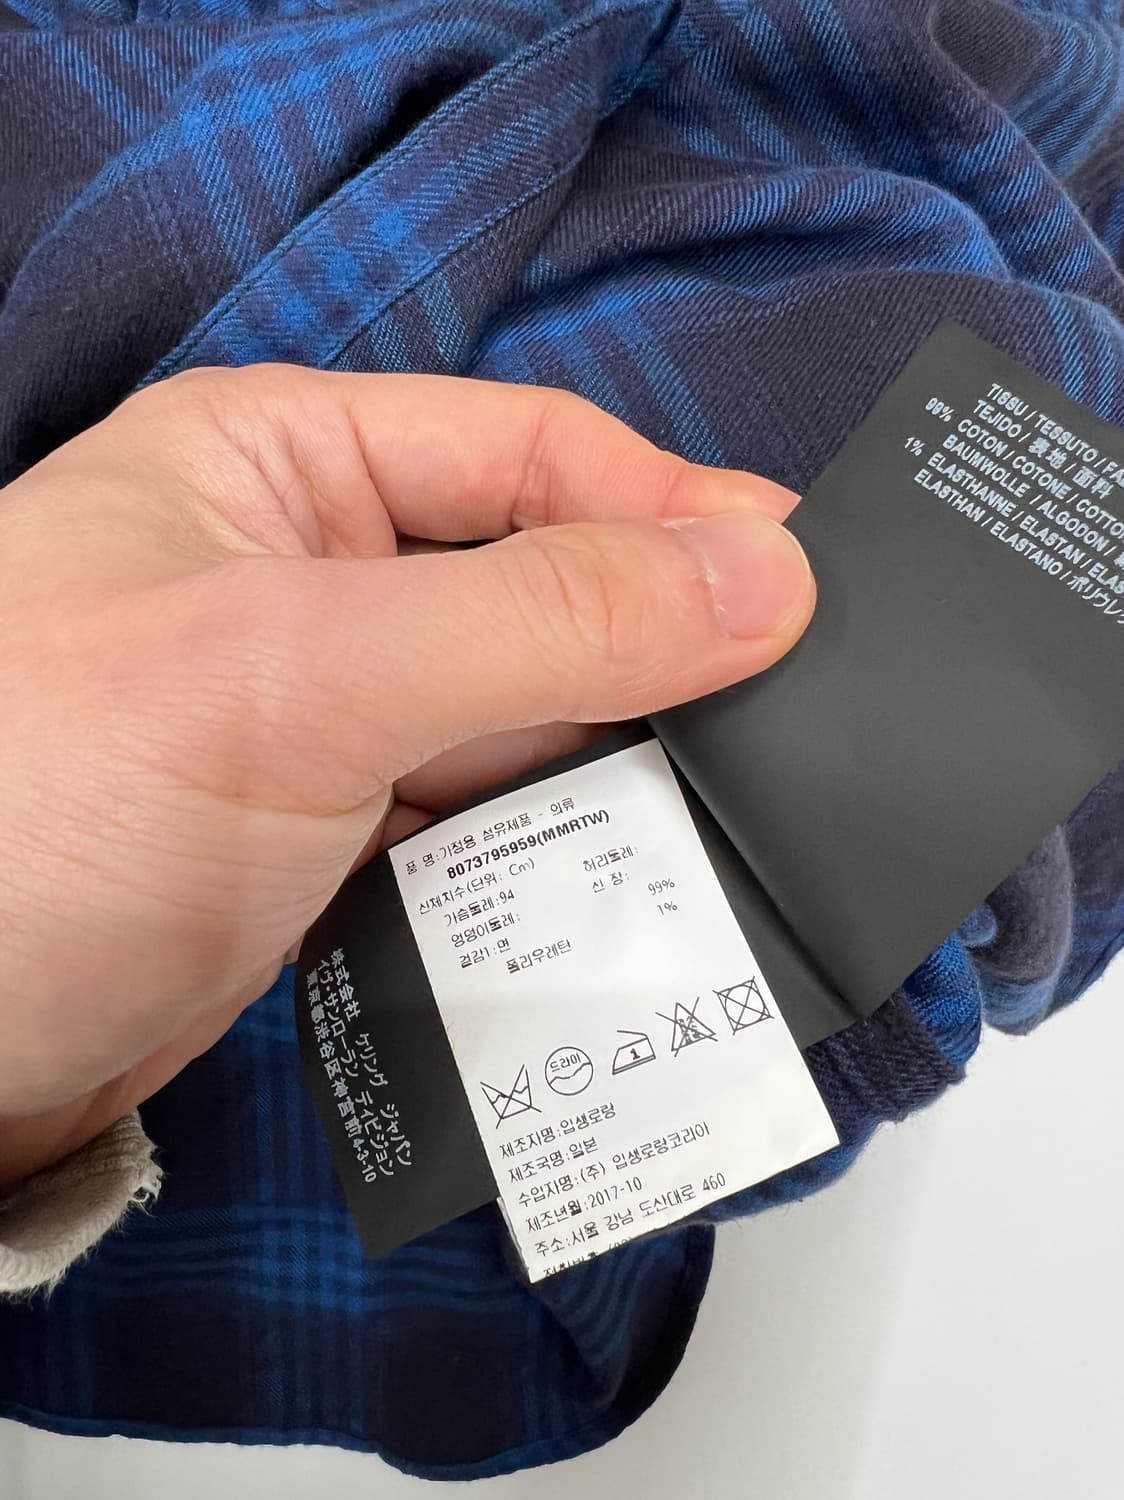 TISSU / TESSUTO / FA
TEJIDO / 表地 / 面料
99% COTON / COTONE / COTTO
BAUMWOLLE / ALGODON /
1% ELASTHANNE / ELASTAN / ELAS
ELASTHAN / ELASTANO / ポリウレ
품 명:가정용 섬유제품 - 의류
8073795959(MMRTW)
신체치수(단위: Cm)
가슴둘레:94 허리둘레:
엉덩이둘레: 신 장:
겉감1:면 99%
폴리우레탄 1%
드라이
1
제조자명:입생로랑
제조국명:일본
수입자명:(주) 입생로랑코리아
제조년월:2017-10
주소:서울 강남 도산대로 460
株式会社 ケリング ジャパン
イヴ・サンローラン ディビジョン
東京都渋谷区神宮前4-3-10